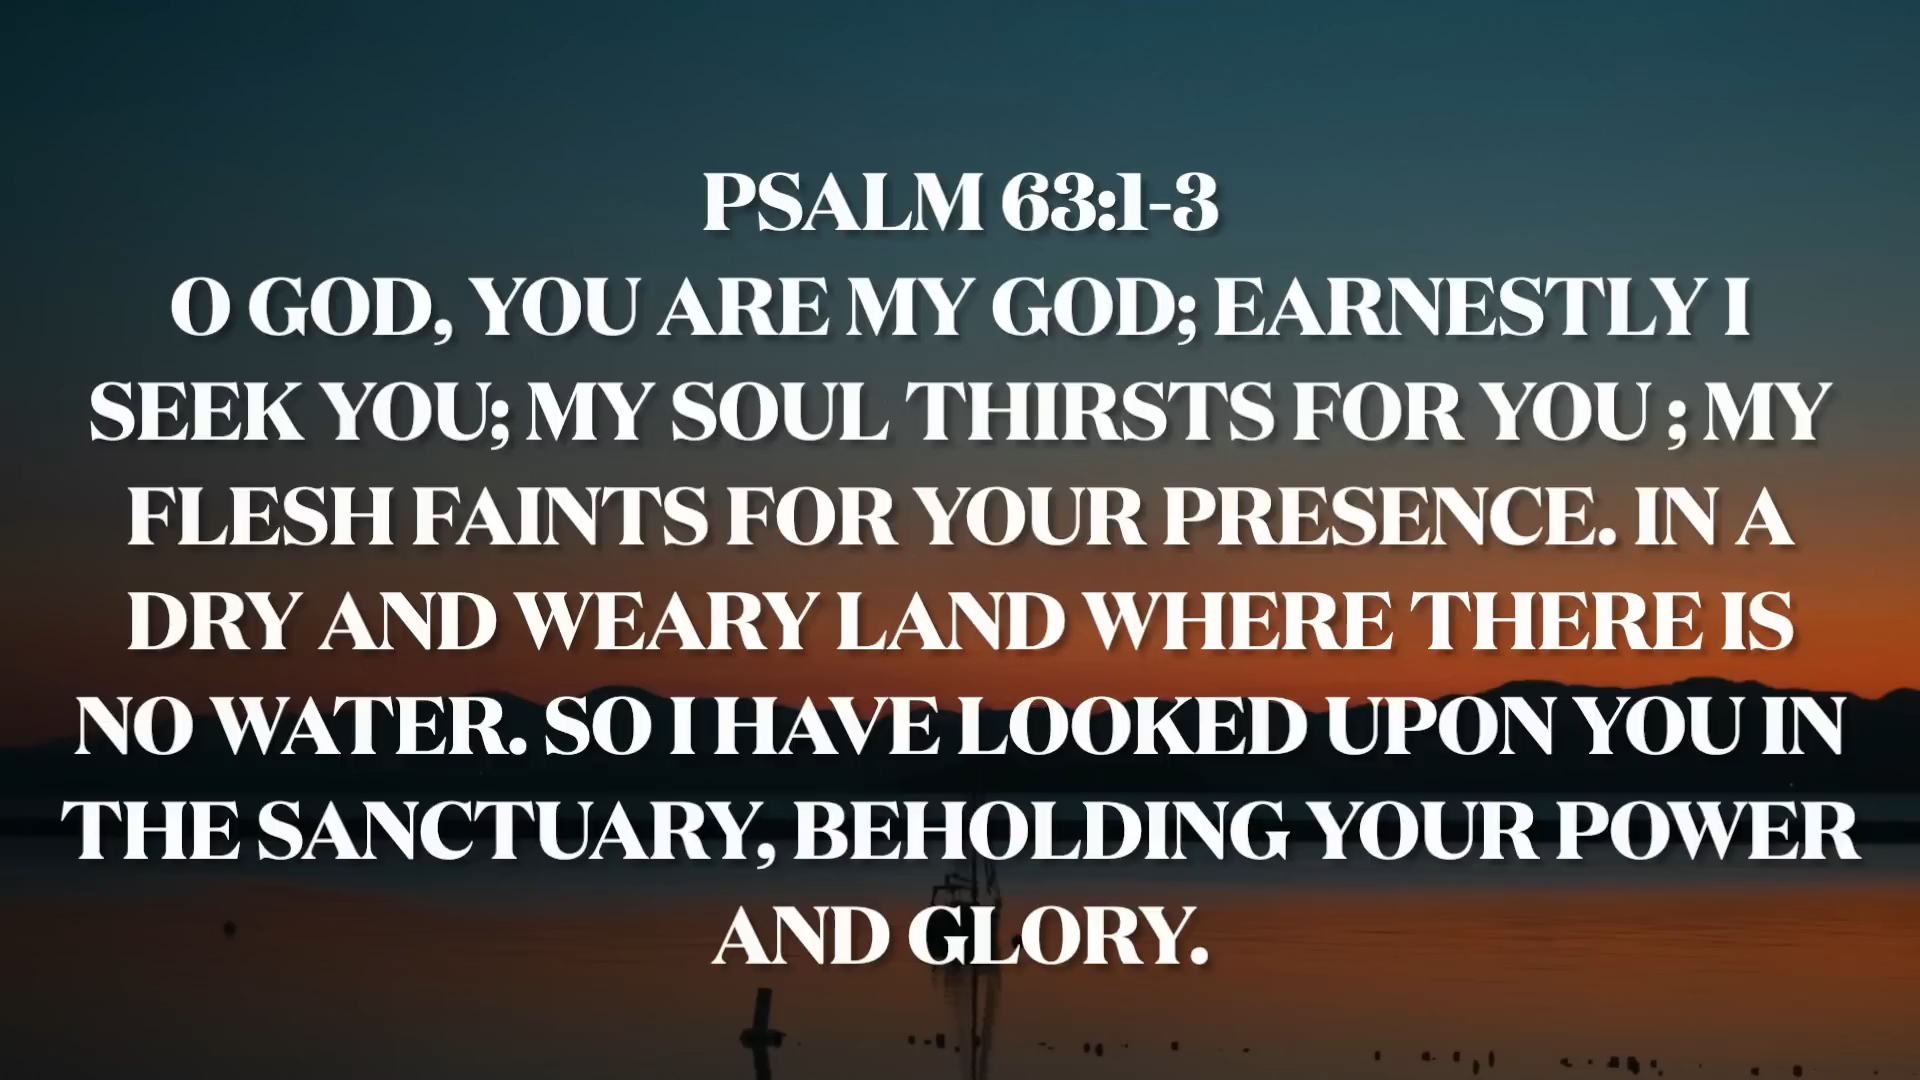 PSALM 63:1-3
O GOD, YOU ARE MY GOD; EARNESTLY I
SEEK YOU; MY SOUL THIRSTS FOR YOU ; MY
FLESH FAINTS FOR YOUR PRESENCE. IN A
DRY AND WEARY LAND WHERE THERE IS
NO WATER. SO I HAVE LOOKED UPON YOU IN
THE SANCTUARY, BEHOLDING YOUR POWER
AND GLORY.